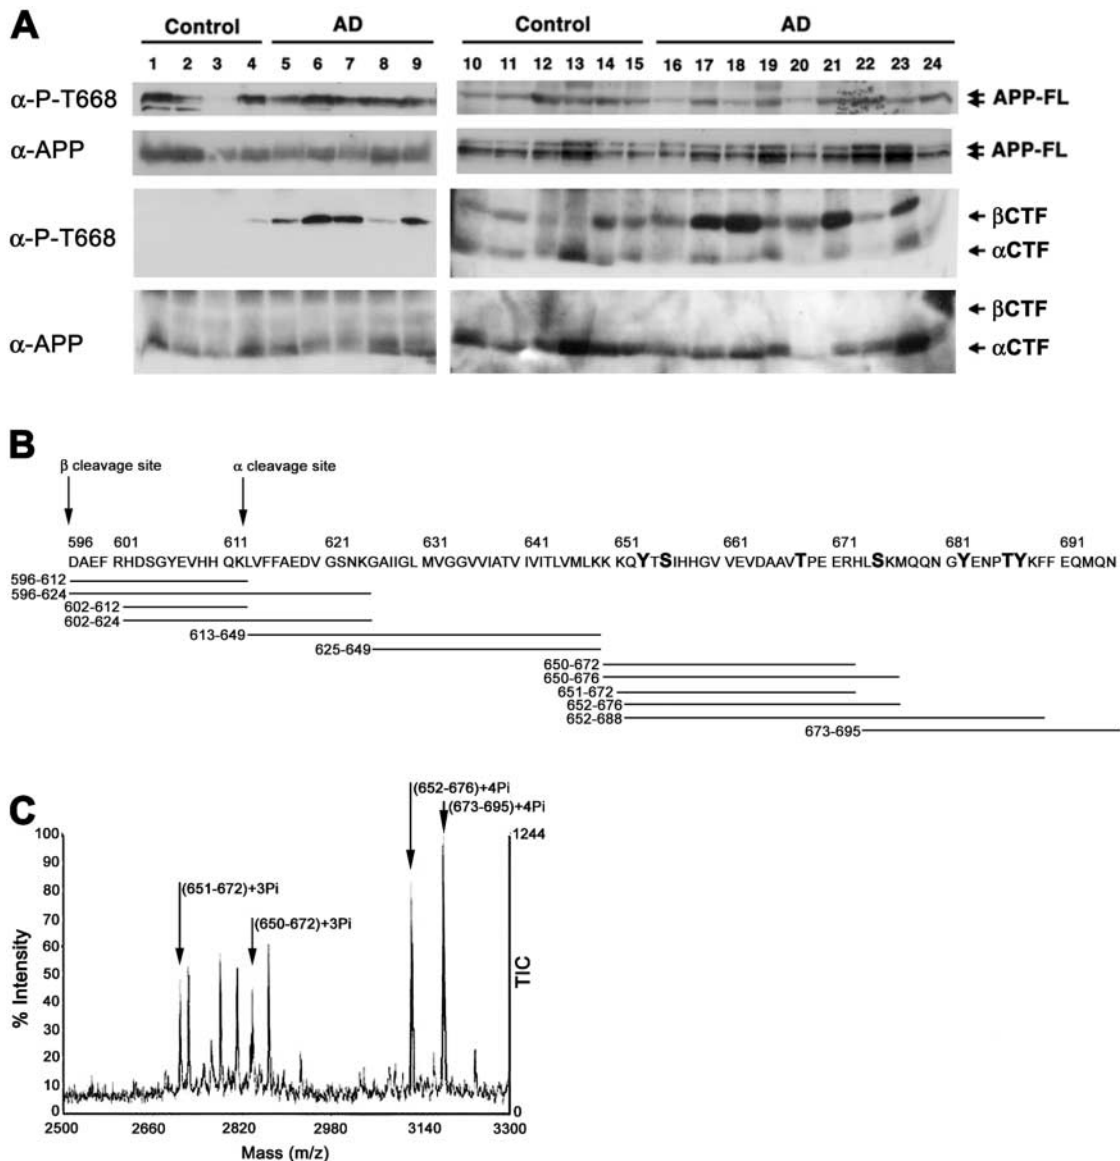 A
Control AD Control AD
1 2 3 4 5 6 7 8 9 10 11 12 13 14 15 16 17 18 19 20 21 22 23 24
α-P-T668 APP-FL
α-APP APP-FL
α-P-T668 βCTF
αCTF
α-APP βCTF
αCTF
B
β cleavage site α cleavage site
596 601 611 621 631 641 651 661 671 681 691
DAEF RHDSGYEVHH QKLVFFAEDV GSNKGAIIGL MVGGVVIATV IVITLVMLKK KQYTSIHHGV VEVDAAVTPE ERHLSKMQQN GYENPTYKFF EQMQN
596-612
596-624
602-612
602-624
613-649
625-649
650-672
650-676
651-672
652-676
652-688
673-695
C
(652-676)+4Pi
(673-695)+4Pi
100 1244
90
80
(651-672)+3Pi
70
(650-672)+3Pi
60
50
40
30
20
10
0 0
% Intensity
TIC
2500 2660 2820 2980 3140 3300
Mass (m/z)